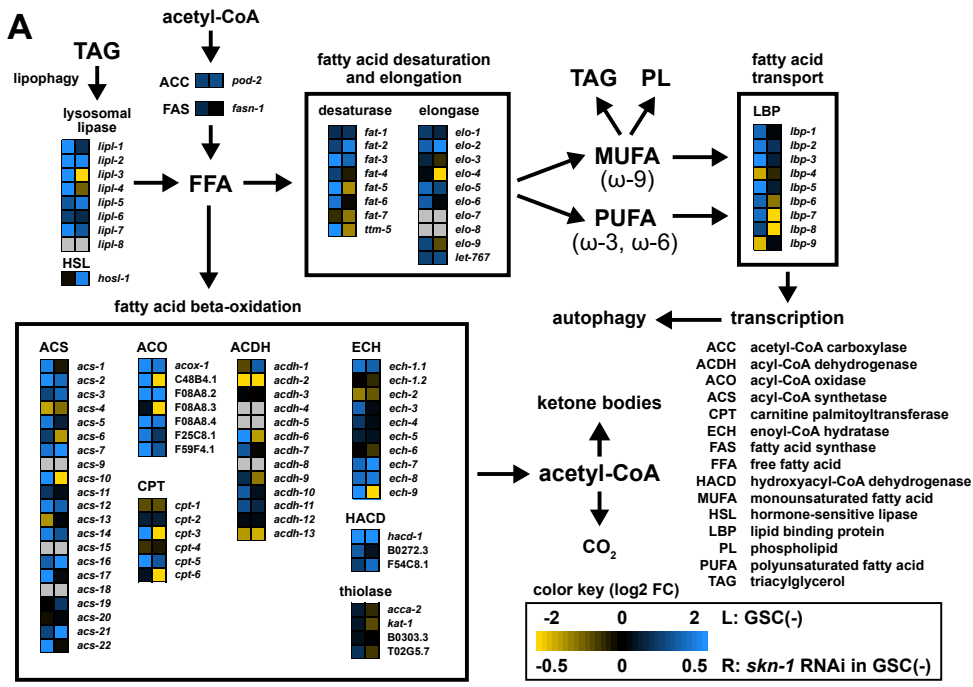 A
acetyl-CoA
TAG
lipophagy
ACC pod-2
FAS fasn-1
lysosomal
lipase
lipl-1
lipl-2
lipl-3
lipl-4
lipl-5
lipl-6
lipl-7
lipl-8
HSL
hosl-1
FFA
fatty acid desaturation
and elongation
desaturase
fat-1
fat-2
fat-3
fat-4
fat-5
fat-6
fat-7
ttm-5
elongase
elo-1
elo-2
elo-3
elo-4
elo-5
elo-6
elo-7
elo-8
elo-9
let-767
TAG PL
MUFA
(ω-9)
PUFA
(ω-3, ω-6)
fatty acid
transport
LBP
lbp-1
lbp-2
lbp-3
lbp-4
lbp-5
lbp-6
lbp-7
lbp-8
lbp-9
autophagy
transcription
fatty acid beta-oxidation
ACS
acs-1
acs-2
acs-3
acs-4
acs-5
acs-6
acs-7
acs-9
acs-10
acs-11
acs-12
acs-13
acs-14
acs-15
acs-16
acs-17
acs-18
acs-19
acs-20
acs-21
acs-22
ACO
acox-1
C48B4.1
F08A8.2
F08A8.3
F08A8.4
F25C8.1
F59F4.1
CPT
cpt-1
cpt-2
cpt-3
cpt-4
cpt-5
cpt-6
ACDH
acdh-1
acdh-2
acdh-3
acdh-4
acdh-5
acdh-6
acdh-7
acdh-8
acdh-9
acdh-10
acdh-11
acdh-12
acdh-13
ECH
ech-1.1
ech-1.2
ech-2
ech-3
ech-4
ech-5
ech-6
ech-7
ech-8
ech-9
HACD
hacd-1
B0272.3
F54C8.1
thiolase
acca-2
kat-1
B0303.3
T02G5.7
ketone bodies
acetyl-CoA
CO2
ACC acetyl-CoA carboxylase
ACDH acyl-CoA dehydrogenase
ACO acyl-CoA oxidase
ACS acyl-CoA synthetase
CPT carnitine palmitoyltransferase
ECH enoyl-CoA hydratase
FAS fatty acid synthase
FFA free fatty acid
HACD hydroxyacyl-CoA dehydrogenase
MUFA monounsaturated fatty acid
HSL hormone-sensitive lipase
LBP lipid binding protein
PL phospholipid
PUFA polyunsaturated fatty acid
TAG triacylglycerol
color key (log2 FC)
-2 0 2 L: GSC(-)
-0.5 0 0.5 R: skn-1 RNAi in GSC(-)